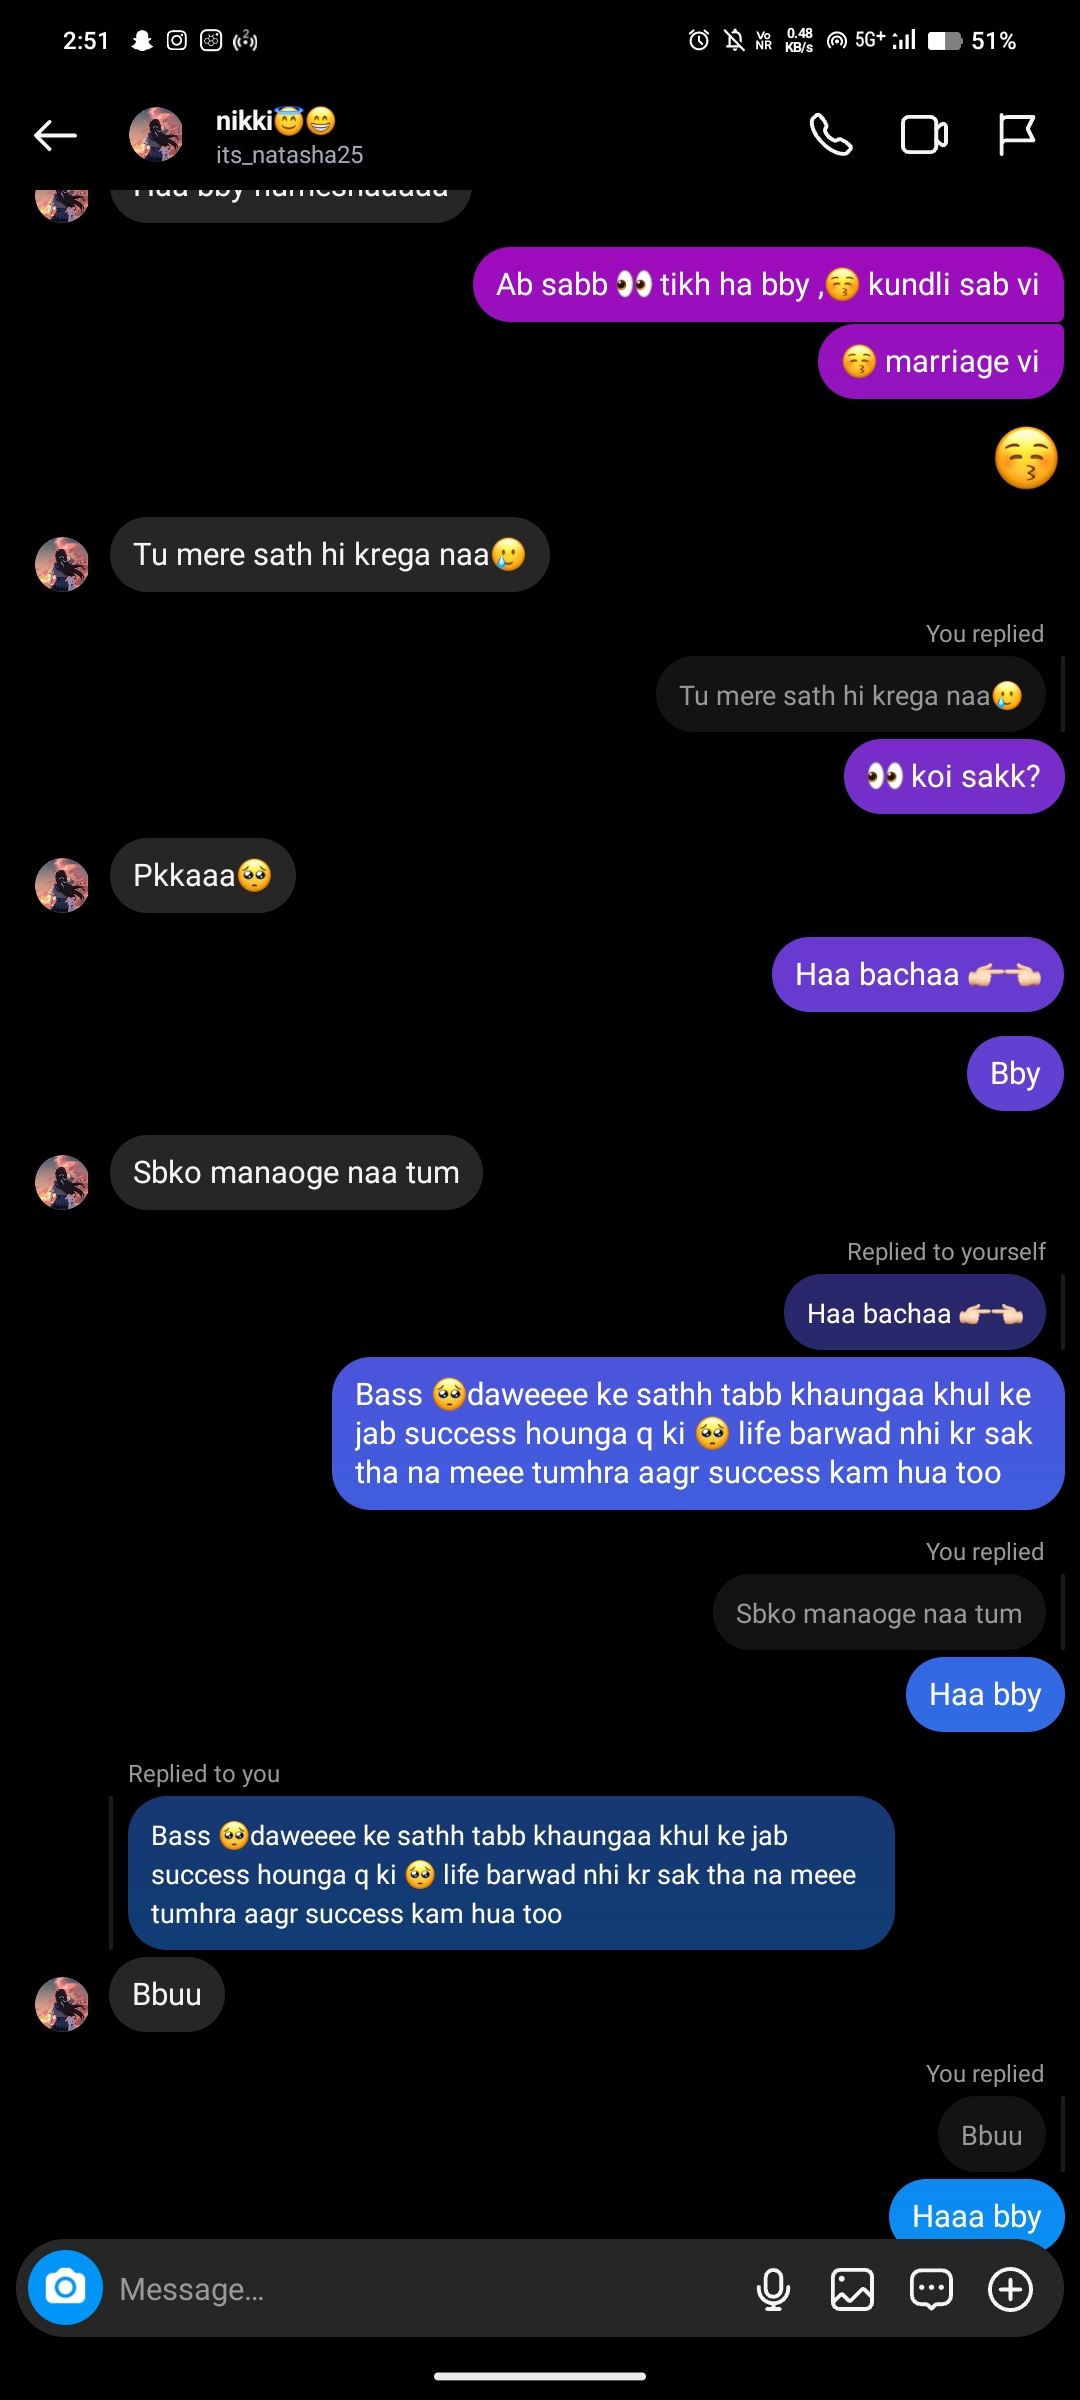 2:51
Vo
NR
0.48
KB/s
5G+
51%
nikki😇😁
its_natasha25
Haa bby humeshaaaaa
Ab sabb 👀 tikh ha bby ,😚 kundli sab vi
😚 marriage vi
😚
Tu mere sath hi krega naa🥲
You replied
Tu mere sath hi krega naa🥲
👀 koi sakk?
Pkkaaa🥺
Haa bachaa 👉🏻👈🏻
Bby
Sbko manaoge naa tum
Replied to yourself
Haa bachaa 👉🏻👈🏻
Bass 🥺daweeee ke sathh tabb khaungaa khul ke
jab success hounga q ki 🥺 life barwad nhi kr sak
tha na meee tumhra aagr success kam hua too
You replied
Sbko manaoge naa tum
Haa bby
Replied to you
Bass 🥺daweeee ke sathh tabb khaungaa khul ke jab
success hounga q ki 🥺 life barwad nhi kr sak tha na meee
tumhra aagr success kam hua too
Bbuu
You replied
Bbuu
Haaa bby
Message...